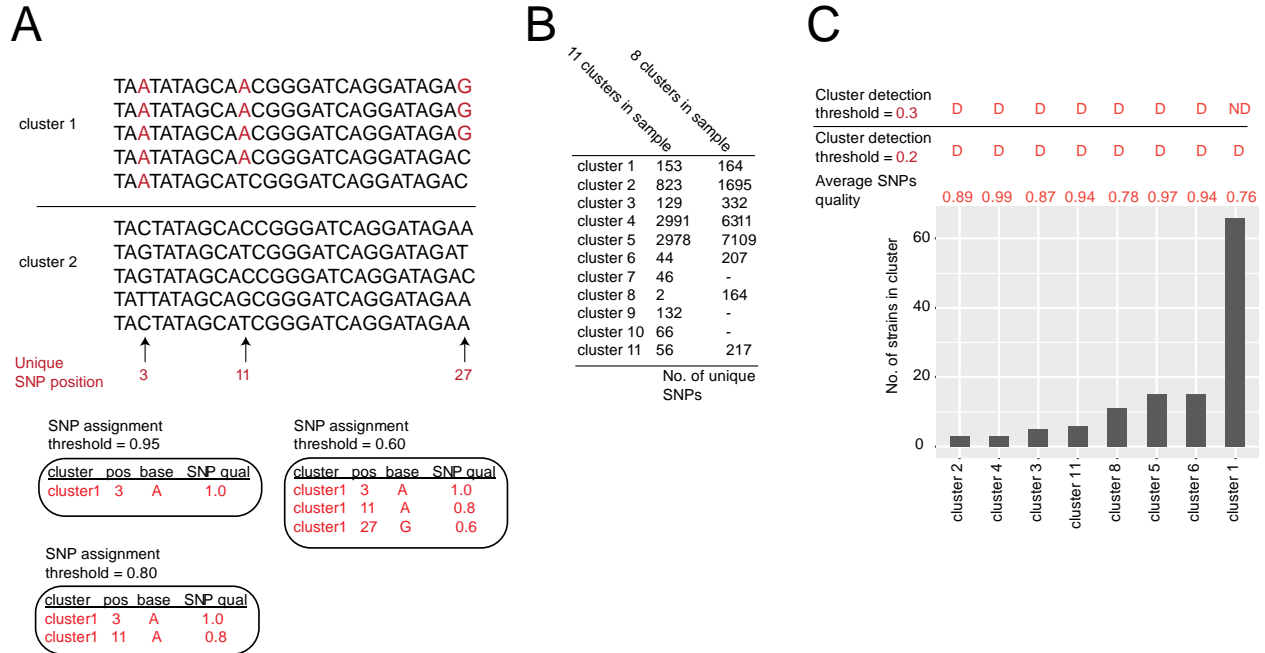 A
cluster 1
TAATATAGCAACGGGATCAGGATAGAG
TAATATAGCAACGGGATCAGGATAGAG
TAATATAGCAACGGGATCAGGATAGAG
TAATATAGCAACGGGATCAGGATAGAC
TAATATAGCATCGGGATCAGGATAGAC
cluster 2
TACTATAGCACCGGGATCAGGATAGAA
TAGTATAGCATCGGGATCAGGATAGAT
TAGTATAGCACCGGGATCAGGATAGAC
TATTATAGCAGCGGGATCAGGATAGAA
TACTATAGCATCGGGATCAGGATAGAA
Unique
SNP position
3 11 27
SNP assignment
threshold = 0.95
cluster pos base SNP qual
cluster1 3 A 1.0
SNP assignment
threshold = 0.60
cluster pos base SNP qual
cluster1 3 A 1.0
cluster1 11 A 0.8
cluster1 27 G 0.6
SNP assignment
threshold = 0.80
cluster pos base SNP qual
cluster1 3 A 1.0
cluster1 11 A 0.8
B
11 clusters in sample
8 clusters in sample
cluster 1 153 164
cluster 2 823 1695
cluster 3 129 332
cluster 4 2991 6311
cluster 5 2978 7109
cluster 6 44 207
cluster 7 46 -
cluster 8 2 164
cluster 9 132 -
cluster 10 66 -
cluster 11 56 217
No. of unique
SNPs
C
Cluster detection
threshold = 0.3 D D D D D D D ND
Cluster detection
threshold = 0.2 D D D D D D D D
Average SNPs
quality 0.89 0.99 0.87 0.94 0.78 0.97 0.94 0.76
No. of strains in cluster
60
40
20
0
cluster 2
cluster 4
cluster 3
cluster 11
cluster 8
cluster 5
cluster 6
cluster 1